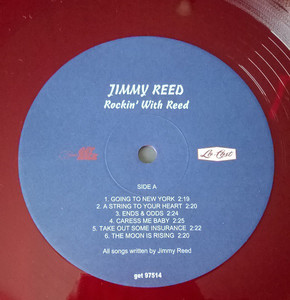 JIMMY REED
Rockin' With Reed
SIDE A
1. GOING TO NEW YORK 2:19
2. A STRING TO YOUR HEART 2:20
3. ENDS & ODDS 2:24
4. CARESS ME BABY 2:25
5. TAKE OUT SOME INSURANCE 2:22
6. THE MOON IS RISING 2:20
All songs written by Jimmy Reed
get 97514